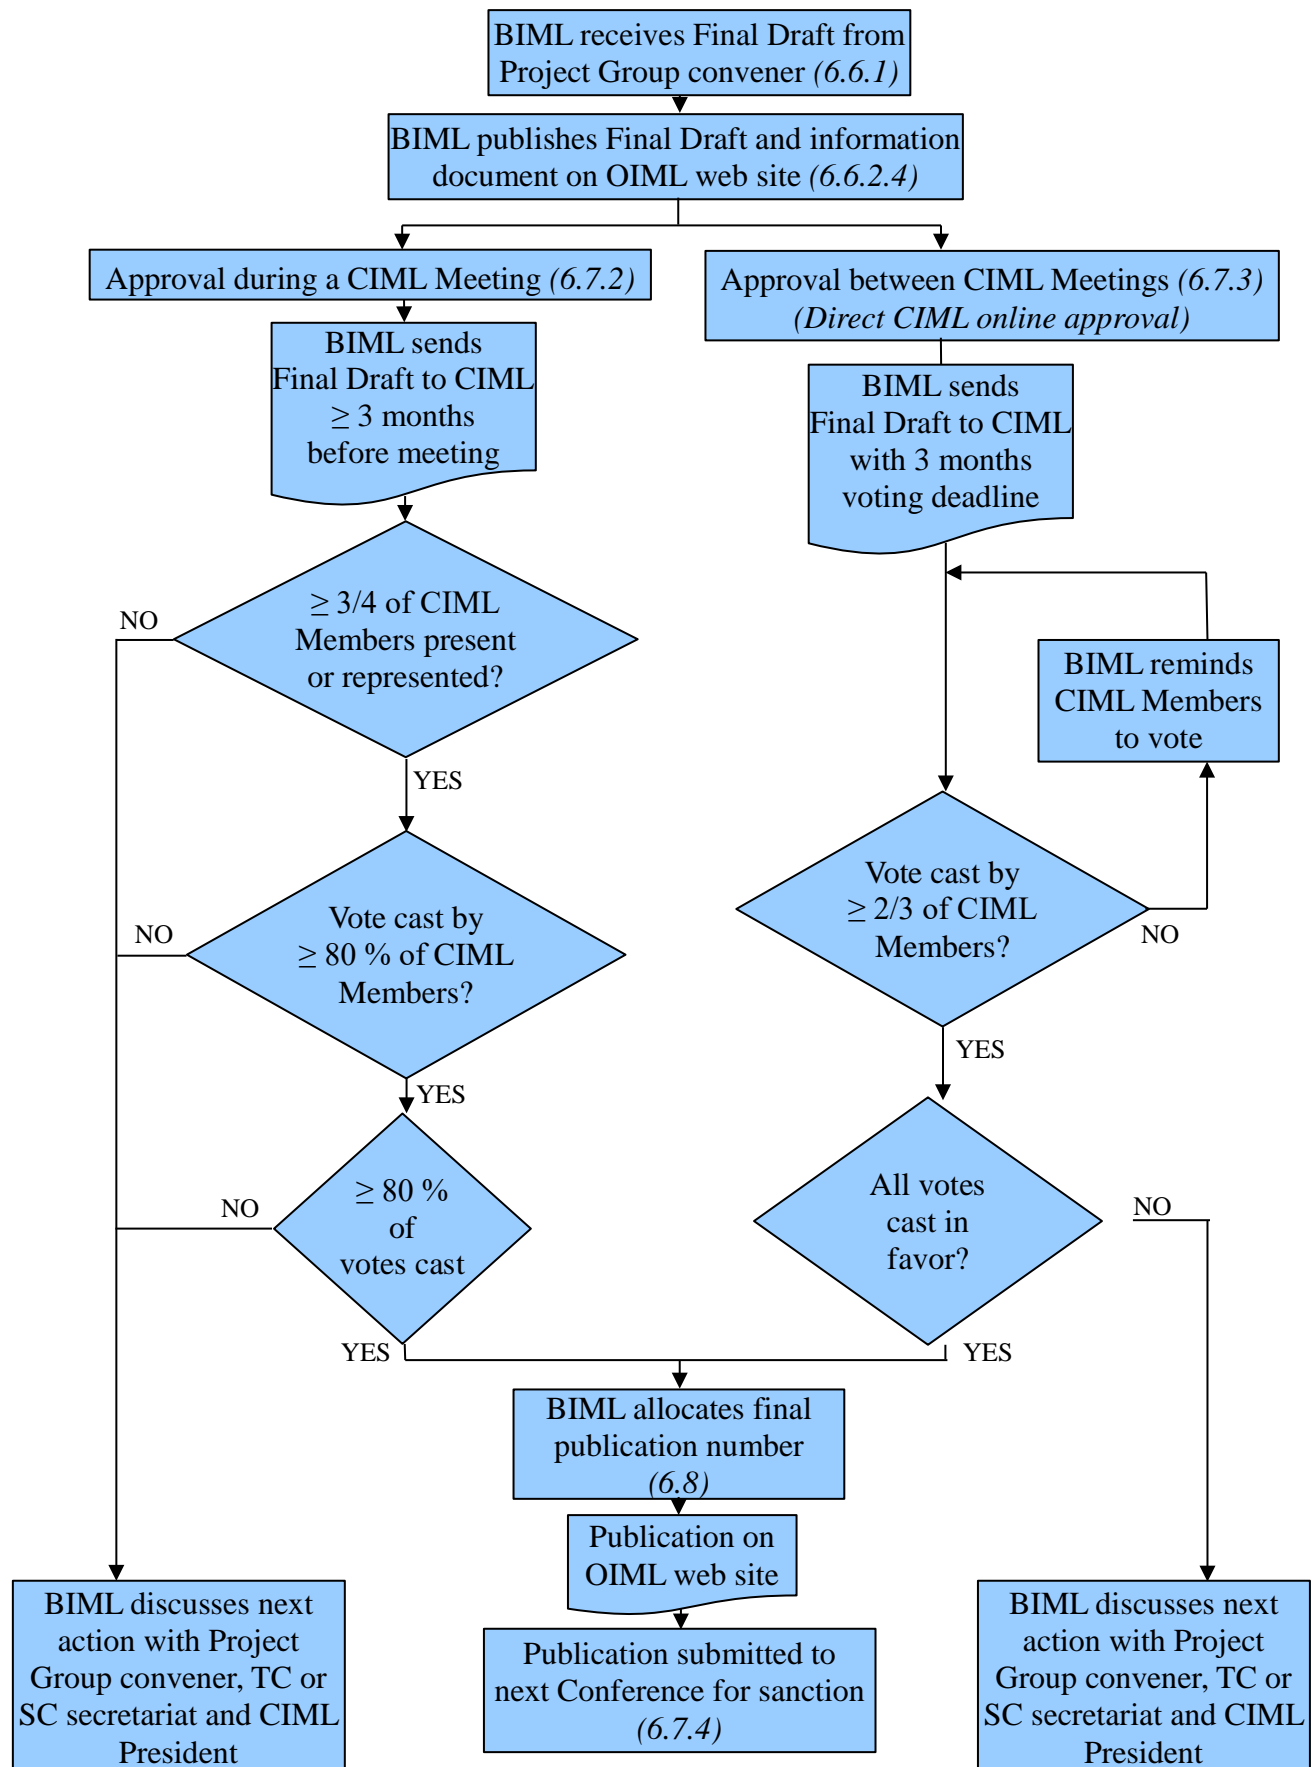 BIML receives Final Draft from
Project Group convener (6.6.1)
BIML publishes Final Draft and information
document on OIML web site (6.6.2.4)
Approval during a CIML Meeting (6.7.2)
Approval between CIML Meetings (6.7.3)
(Direct CIML online approval)
BIML sends
Final Draft to CIML
≥ 3 months
before meeting
BIML sends
Final Draft to CIML
with 3 months
voting deadline
≥ 3/4 of CIML
Members present
or represented?
NO
YES
BIML reminds
CIML Members
to vote
Vote cast by
≥ 80 % of CIML
Members?
NO
YES
Vote cast by
≥ 2/3 of CIML
Members?
NO
YES
≥ 80 %
of
votes cast
NO
YES
All votes
cast in
favor?
NO
YES
BIML allocates final
publication number
(6.8)
Publication on
OIML web site
Publication submitted to
next Conference for sanction
(6.7.4)
BIML discusses next
action with Project
Group convener, TC or
SC secretariat and CIML
President
BIML discusses next
action with Project
Group convener, TC or
SC secretariat and CIML
President